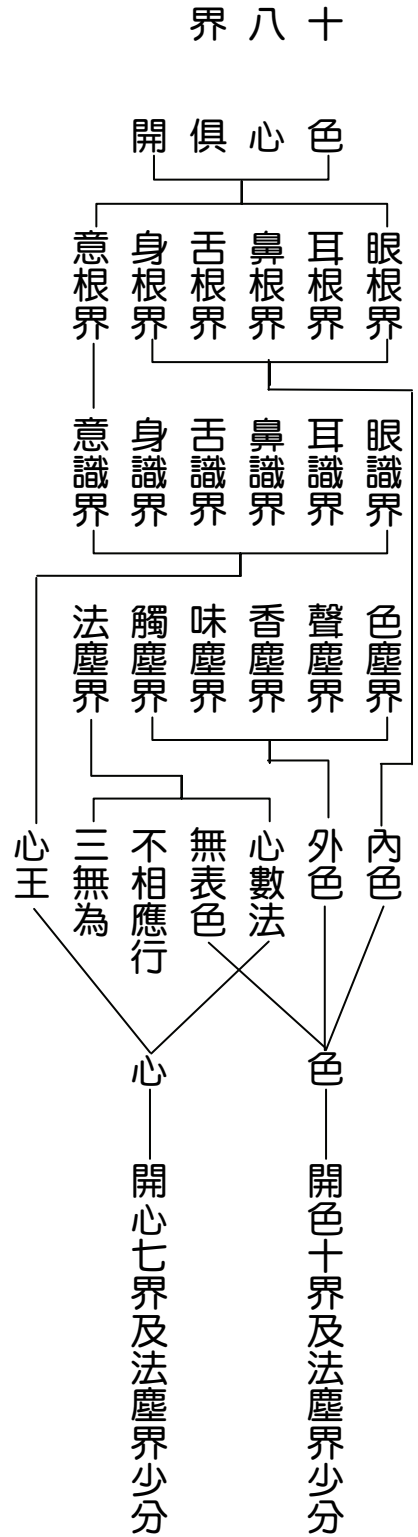 十八界
色心俱開
眼根界
耳根界
鼻根界
舌根界
身根界
意根界
眼識界
耳識界
鼻識界
舌識界
身識界
意識界
色塵界
聲塵界
香塵界
味塵界
觸塵界
法塵界
內色
外色
心數法
無表色
不相應行
三無為
心王
色
心
開色十界及法塵界少分
開心七界及法塵界少分